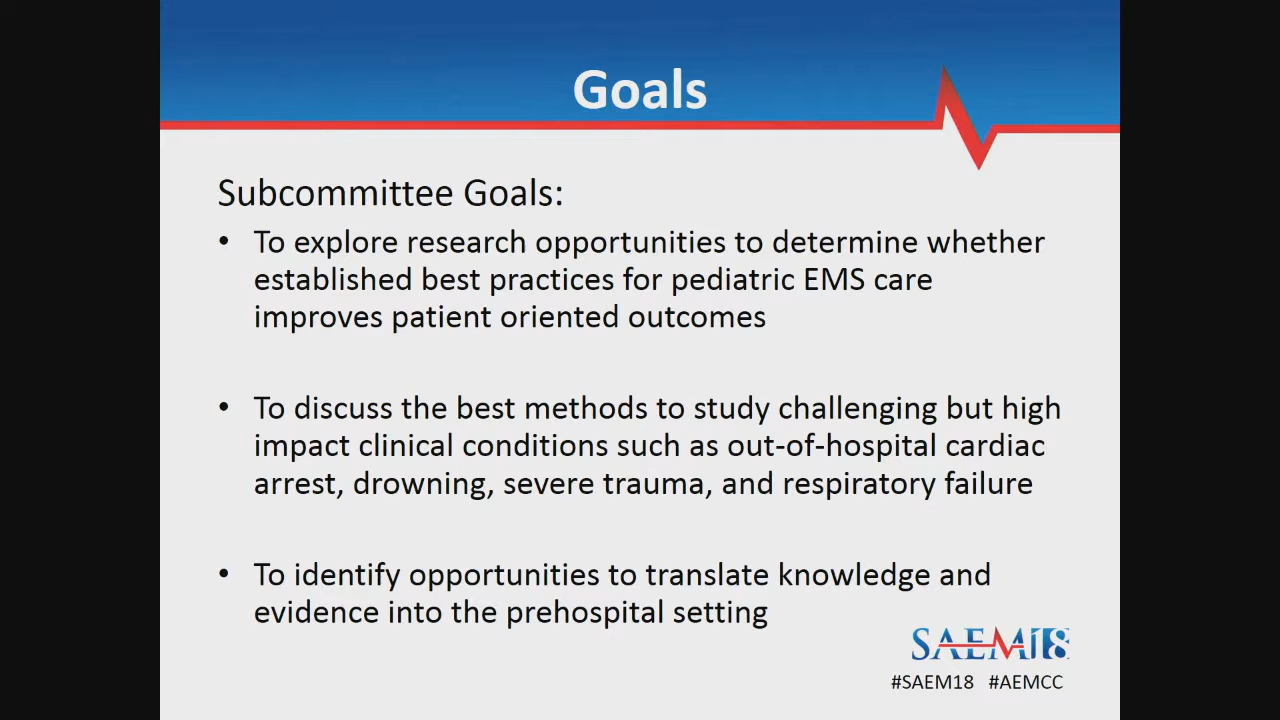 Goals
Subcommittee Goals:
• To explore research opportunities to determine whether
established best practices for pediatric EMS care
improves patient oriented outcomes
• To discuss the best methods to study challenging but high
impact clinical conditions such as out-of-hospital cardiac
arrest, drowning, severe trauma, and respiratory failure
• To identify opportunities to translate knowledge and
evidence into the prehospital setting
SAEM18
#SAEM18 #AEMCC